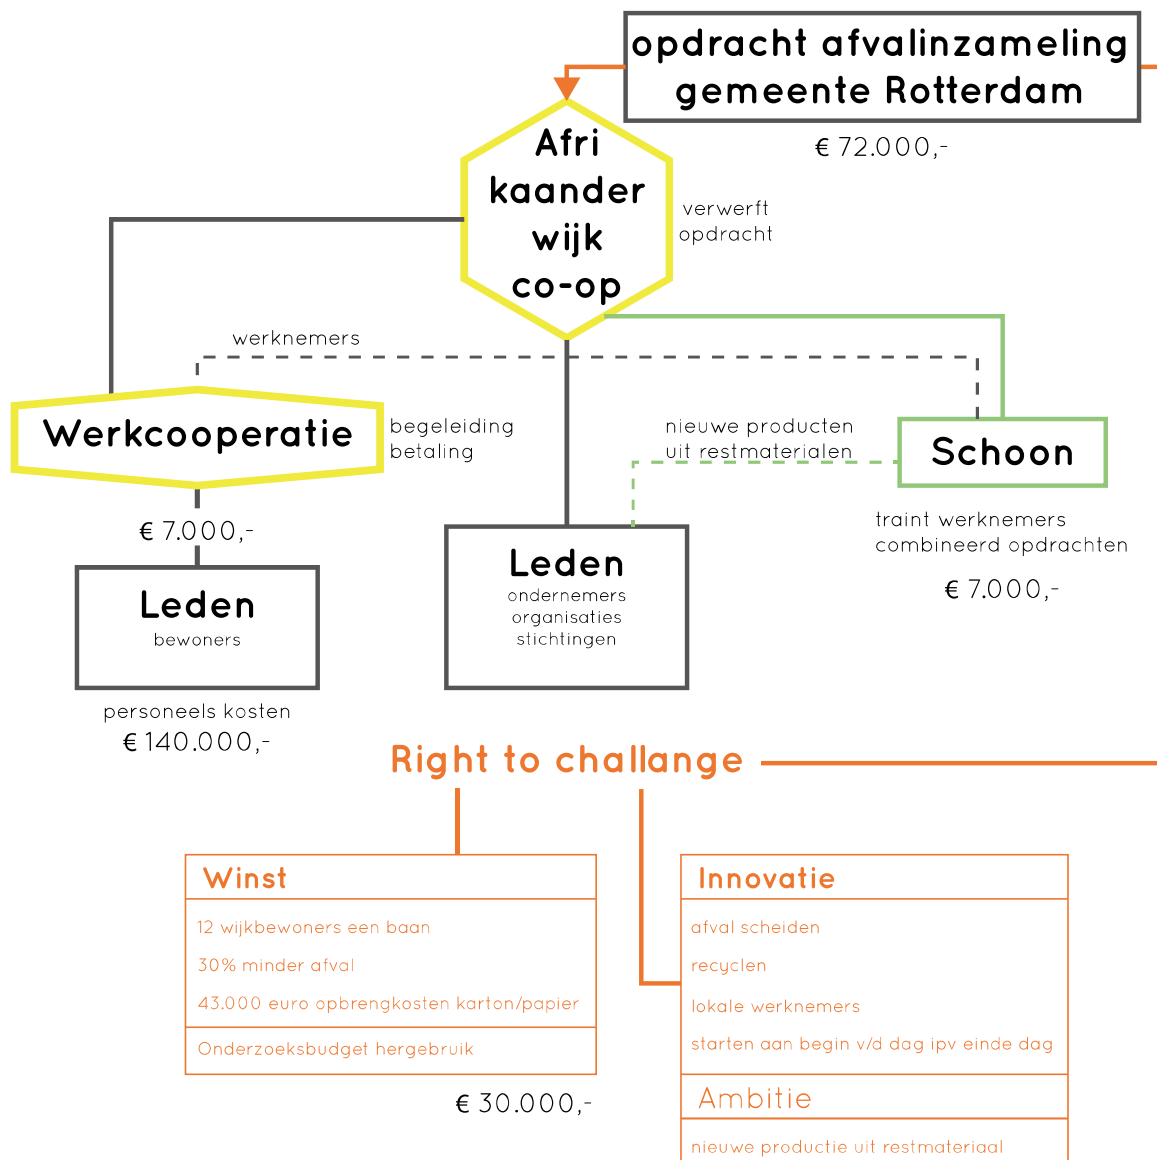 opdracht afvalinzameling
gemeente Rotterdam
€ 72.000,-
Afri
kaander
wijk
co-op
verwerft
opdracht
werknemers
Werkcooperatie
begeleiding
betaling
nieuwe producten
uit restmaterialen
Schoon
€ 7.000,-
traint werknemers
combineerd opdrachten
€ 7.000,-
Leden
bewoners
Leden
ondernemers
organisaties
stichtingen
personeels kosten
€ 140.000,-
Right to challange
Winst
12 wijkbewoners een baan
30% minder afval
43.000 euro opbrengkosten karton/papier
Onderzoeksbudget hergebruik
€ 30.000,-
Innovatie
afval scheiden
recyclen
lokale werknemers
starten aan begin v/d dag ipv einde dag
Ambitie
nieuwe productie uit restmateriaal